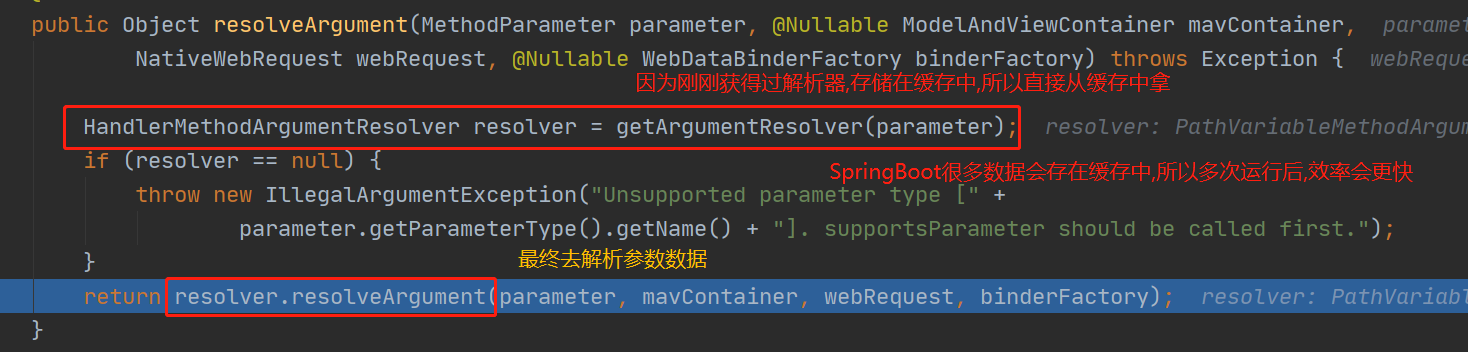 public Object resolveArgument(MethodParameter parameter, @Nullable ModelAndViewContainer mavContainer,
NativeWebRequest webRequest, @Nullable WebDataBinderFactory binderFactory) throws Exception {
因为刚刚获得过解析器,存储在缓存中,所以直接从缓存中拿
HandlerMethodArgumentResolver resolver = getArgumentResolver(parameter); resolver:
if (resolver == null) {
SpringBoot很多数据会存在缓存中,所以多次运行后,效率会更快
throw new IllegalArgumentException("Unsupported parameter type [" +
parameter.getParameterType().getName() + "]. supportsParameter should be called first.");
}
最终去解析参数数据
return resolver.resolveArgument(parameter, mavContainer, webRequest, binderFactory); resolver:
}